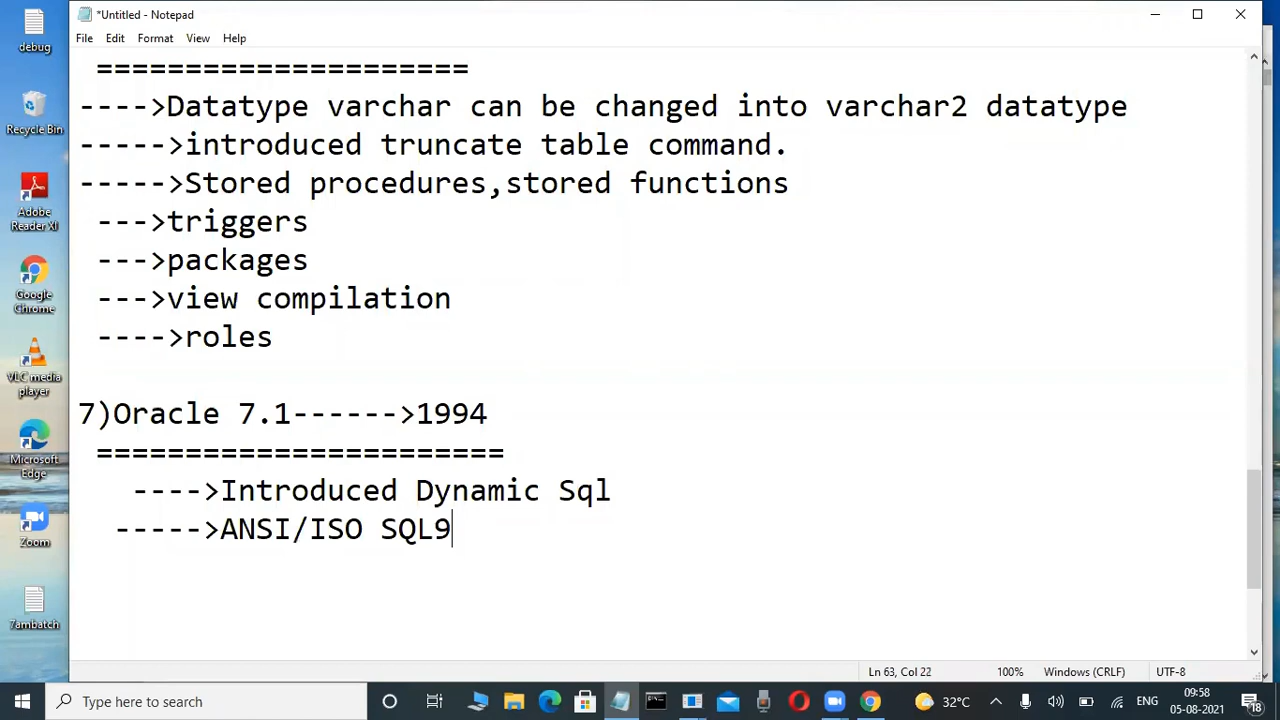 *Untitled - Notepad
File Edit Format View Help
=====================
---->Datatype varchar can be changed into varchar2 datatype
----->introduced truncate table command.
----->Stored procedures,stored functions
--->triggers
--->packages
--->view compilation
---->roles
7)Oracle 7.1------>1994
=======================
---->Introduced Dynamic Sql
----->ANSI/ISO SQL9
debug
Recycle Bin
Adobe
Reader XI
Google
Chrome
VLC media
player
Microsoft
Edge
Zoom
7ambatch
Ln 63, Col 22 100% Windows (CRLF) UTF-8
Type here to search
32°C
ENG
09:58
05-08-2021
18